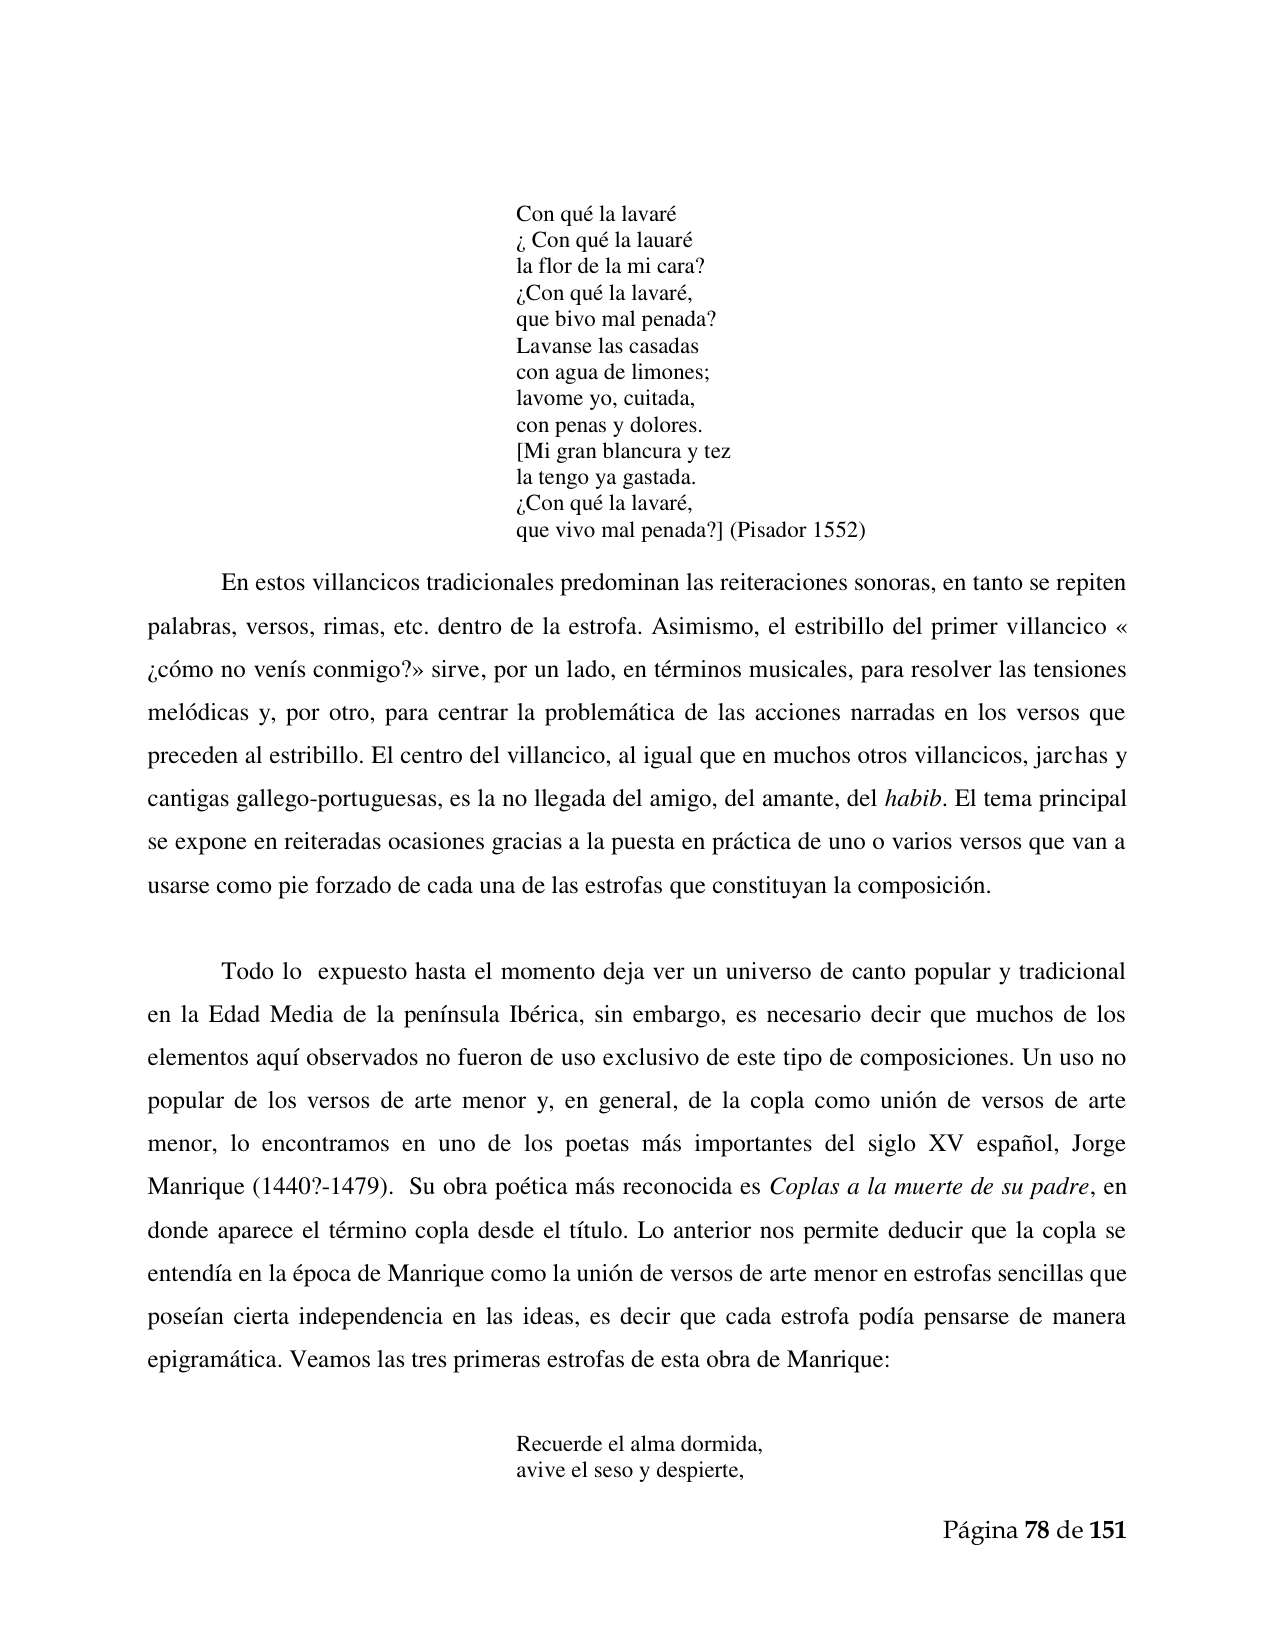 Con qué la lavaré
¿ Con qué la lauaré
la flor de la mi cara?
¿Con qué la lavaré,
que bivo mal penada?
Lavanse las casadas
con agua de limones;
lavome yo, cuitada,
con penas y dolores.
[Mi gran blancura y tez
la tengo ya gastada.
¿Con qué la lavaré,
que vivo mal penada?] (Pisador 1552)
En estos villancicos tradicionales predominan las reiteraciones sonoras, en tanto se repiten
palabras, versos, rimas, etc. dentro de la estrofa. Asimismo, el estribillo del primer villancico «
¿cómo no venís conmigo?» sirve, por un lado, en términos musicales, para resolver las tensiones
melódicas y, por otro, para centrar la problemática de las acciones narradas en los versos que
preceden al estribillo. El centro del villancico, al igual que en muchos otros villancicos, jarchas y
cantigas gallego-portuguesas, es la no llegada del amigo, del amante, del habib. El tema principal
se expone en reiteradas ocasiones gracias a la puesta en práctica de uno o varios versos que van a
usarse como pie forzado de cada una de las estrofas que constituyan la composición.
Todo lo expuesto hasta el momento deja ver un universo de canto popular y tradicional
en la Edad Media de la península Ibérica, sin embargo, es necesario decir que muchos de los
elementos aquí observados no fueron de uso exclusivo de este tipo de composiciones. Un uso no
popular de los versos de arte menor y, en general, de la copla como unión de versos de arte
menor, lo encontramos en uno de los poetas más importantes del siglo XV español, Jorge
Manrique (1440?-1479). Su obra poética más reconocida es Coplas a la muerte de su padre, en
donde aparece el término copla desde el título. Lo anterior nos permite deducir que la copla se
entendía en la época de Manrique como la unión de versos de arte menor en estrofas sencillas que
poseían cierta independencia en las ideas, es decir que cada estrofa podía pensarse de manera
epigramática. Veamos las tres primeras estrofas de esta obra de Manrique:
Recuerde el alma dormida,
avive el seso y despierte,
Página 78 de 151